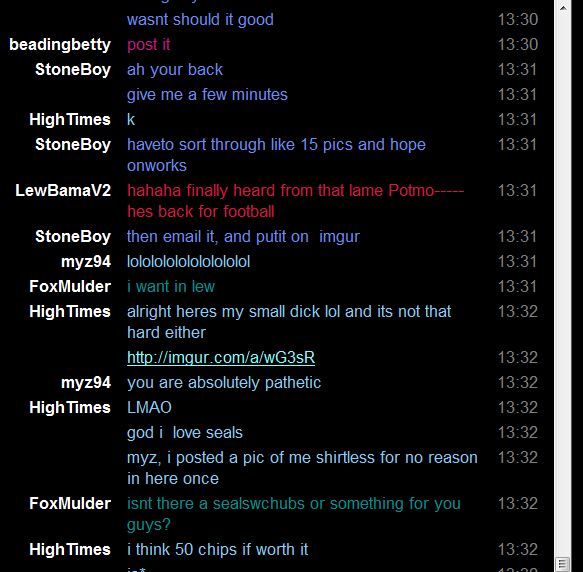 wasnt should it good 13:30
beadingbetty post it 13:30
StoneBoy ah your back 13:31
give me a few minutes 13:31
HighTimes k 13:31
StoneBoy haveto sort through like 15 pics and hope 13:31
onworks
LewBamaV2 hahaha finally heard from that lame Potmo----- 13:31
hes back for football
StoneBoy then email it, and putit on imgur 13:31
myz94 lolololololololololol 13:31
FoxMulder i want in lew 13:31
HighTimes alright heres my small dick lol and its not that 13:32
hard either
http://imgur.com/a/wG3sR 13:32
myz94 you are absolutely pathetic 13:32
HighTimes LMAO 13:32
god i love seals 13:32
myz, i posted a pic of me shirtless for no reason 13:32
in here once
FoxMulder isnt there a sealswchubs or something for you 13:32
guys?
HighTimes i think 50 chips if worth it 13:32